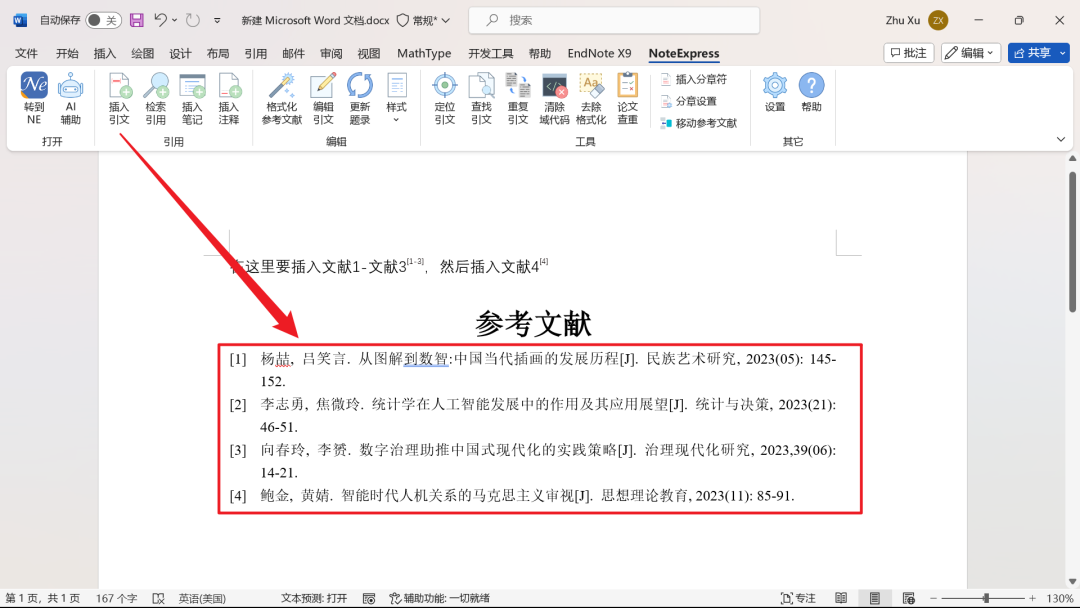 自动保存 关 新建 Microsoft Word 文档.docx 常规* 搜索 Zhu Xu ZX
文件 开始 插入 绘图 设计 布局 引用 邮件 审阅 视图 MathType 开发工具 帮助 EndNote X9 NoteExpress 批注 编辑 共享
转到 NE
AI 辅助
插入 引文
检索 引用
插入 笔记
插入 注释
格式化 参考文献
编辑 引文
更新 题录
样式
定位 引文
查找 引文
重复 引文
清除 域代码
去除 格式化
论文 查重
插入分章符
分章设置
移动参考文献
设置
帮助
打开 引用 编辑 工具 其它
在这里要插入文献1-文献3[1-3]，然后插入文献4[4]
参考文献
[1] 杨喆, 吕笑言. 从图解到数智:中国当代插画的发展历程[J]. 民族艺术研究, 2023(05): 145-
152.
[2] 李志勇, 焦微玲. 统计学在人工智能发展中的作用及其应用展望[J]. 统计与决策, 2023(21):
46-51.
[3] 向春玲, 李赟. 数字治理助推中国式现代化的实践策略[J]. 治理现代化研究, 2023,39(06):
14-21.
[4] 鲍金, 黄婧. 智能时代人机关系的马克思主义审视[J]. 思想理论教育, 2023(11): 85-91.
第 1 页，共 1 页 167 个字 英语(美国) 文本预测: 打开 辅助功能: 一切就绪 专注 130%